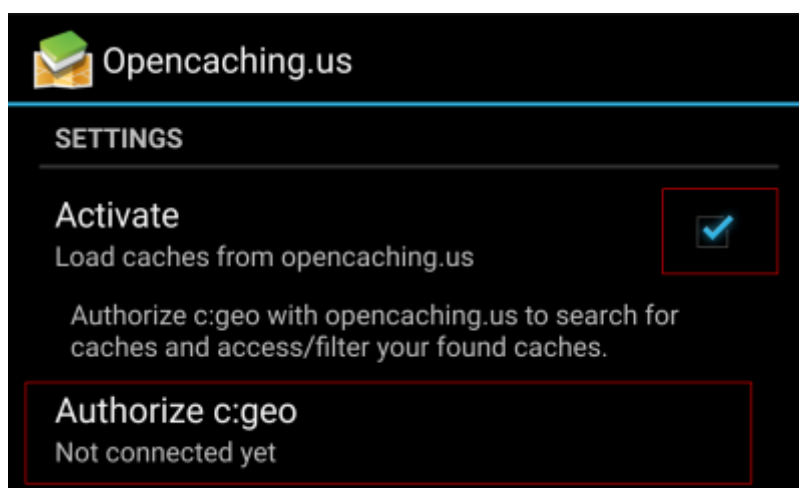 Opencaching.us
SETTINGS
Activate
Load caches from opencaching.us
Authorize c:geo with opencaching.us to search for
caches and access/filter your found caches.
Authorize c:geo
Not connected yet